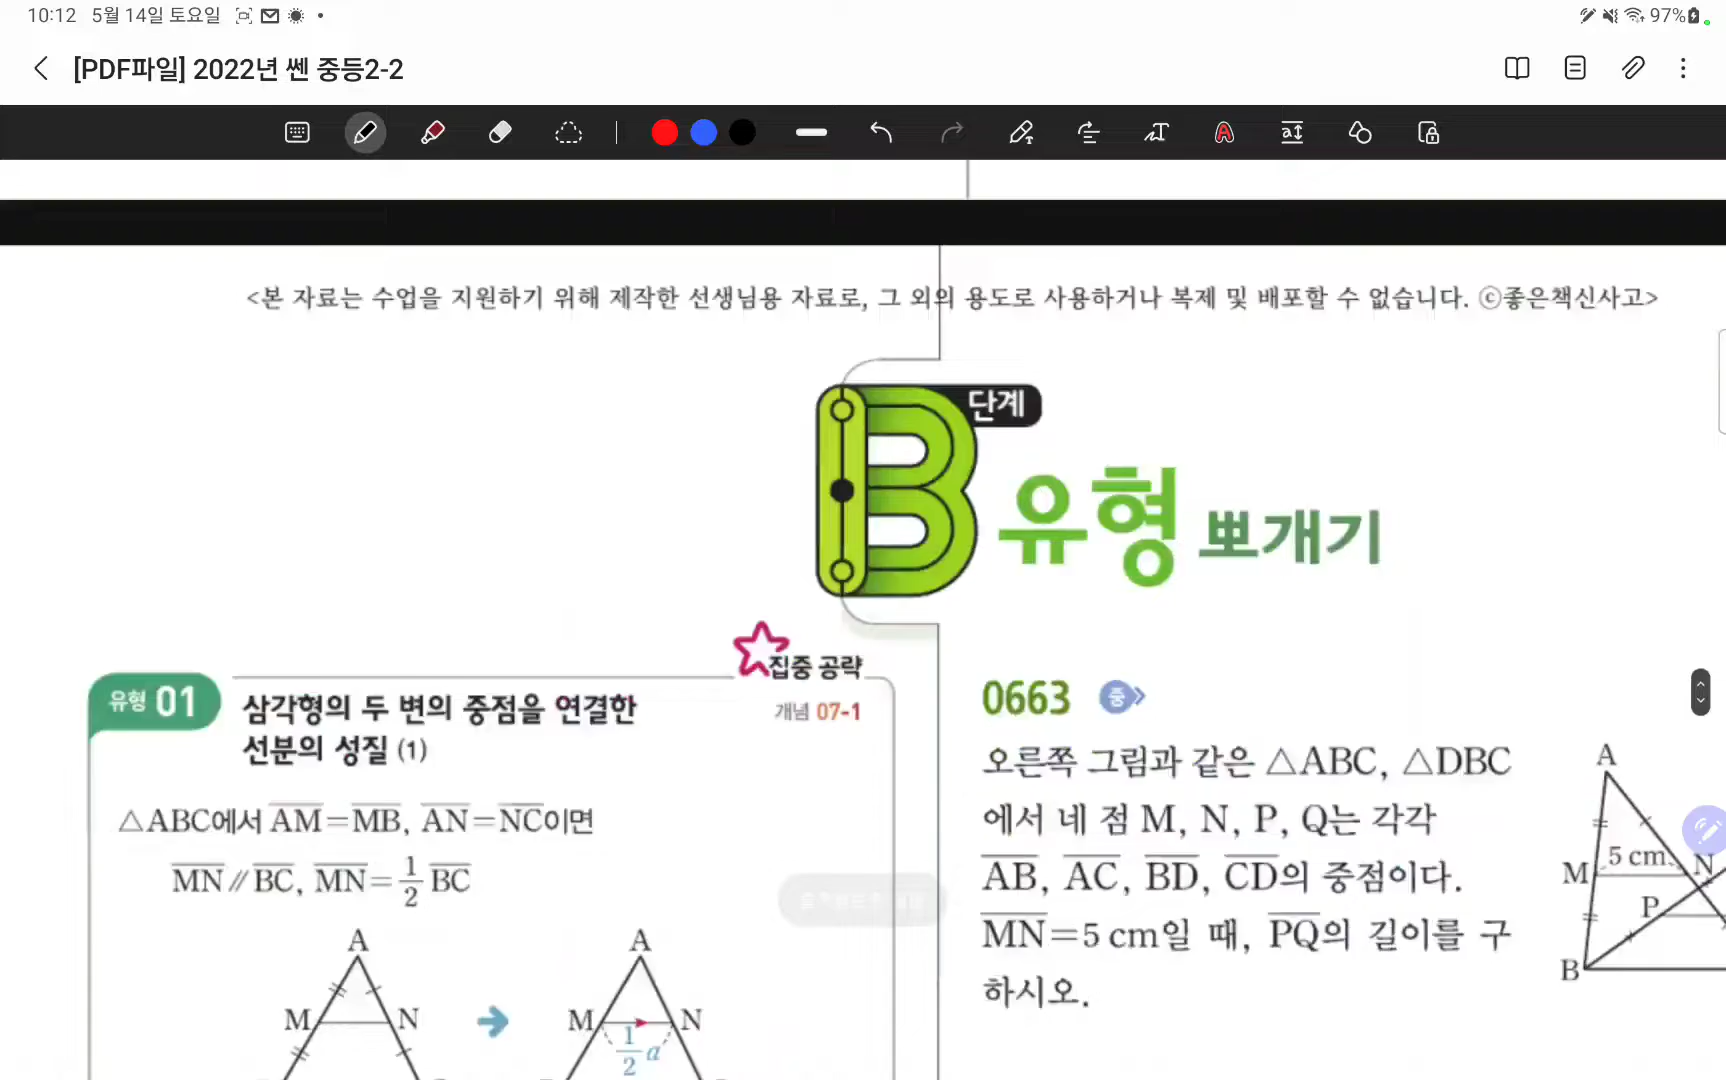 10:12 5월 14일 토요일
97%
[PDF파일] 2022년 쎈 중등2-2
<본 자료는 수업을 지원하기 위해 제작한 선생님용 자료로, 그 외의 용도로 사용하거나 복제 및 배포할 수 없습니다. ⓒ좋은책신사고>
B 단계
유형 뽀개기
집중 공략
유형 01 삼각형의 두 변의 중점을 연결한
선분의 성질 (1)
개념 07-1
△ABC에서 AM=MB, AN=NC이면
MN∥BC, MN=1/2 BC
A
M N
A
M N
1/2 a
0663 중
오른쪽 그림과 같은 △ABC, △DBC
에서 네 점 M, N, P, Q는 각각
AB, AC, BD, CD의 중점이다.
MN=5 cm일 때, PQ의 길이를 구
하시오.
A
5 cm
M N
P
B